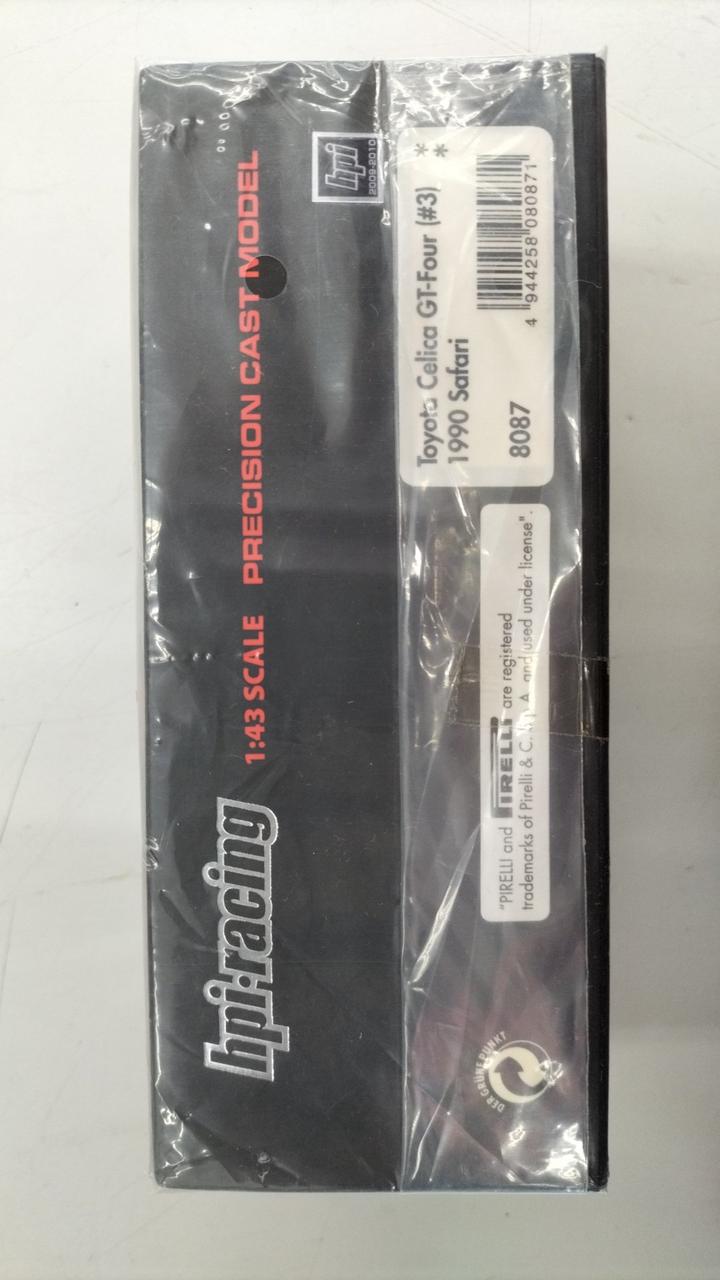 hpi·racing
1:43 SCALE PRECISION CAST MODEL
hpi
2009-2010
Toyota Celica GT-Four (#3) *
1990 Safari *
8087
4 944258 080871
"PIRELLI and PIRELLI are registered
trademarks of Pirelli & C. A. and used under license".
DER GRÜNE PUNKT